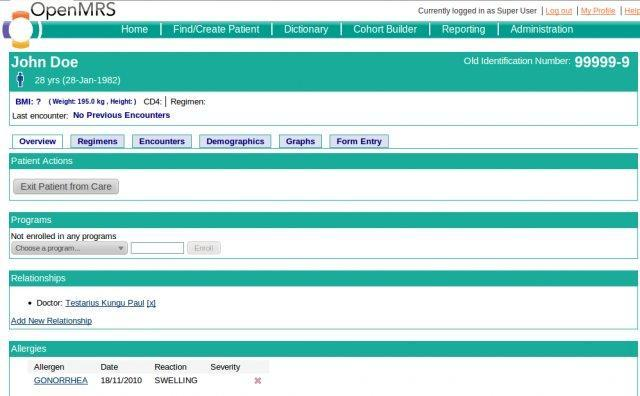 OpenMRS
Currently logged in as Super User | Log out | My Profile | Help
Home | Find/Create Patient | Dictionary | Cohort Builder | Reporting | Administration
John Doe
Old Identification Number: 99999-9
28 yrs (28-Jan-1982)
BMI: ? ( Weight: 195.0 kg , Height: ) CD4: | Regimen:
Last encounter: No Previous Encounters
Overview Regimens Encounters Demographics Graphs Form Entry
Patient Actions
Exit Patient from Care
Programs
Not enrolled in any programs
Choose a program... Enroll
Relationships
• Doctor: Testarius Kungu Paul [x]
Add New Relationship
Allergies
Allergen Date Reaction Severity
GONORRHEA 18/11/2010 SWELLING